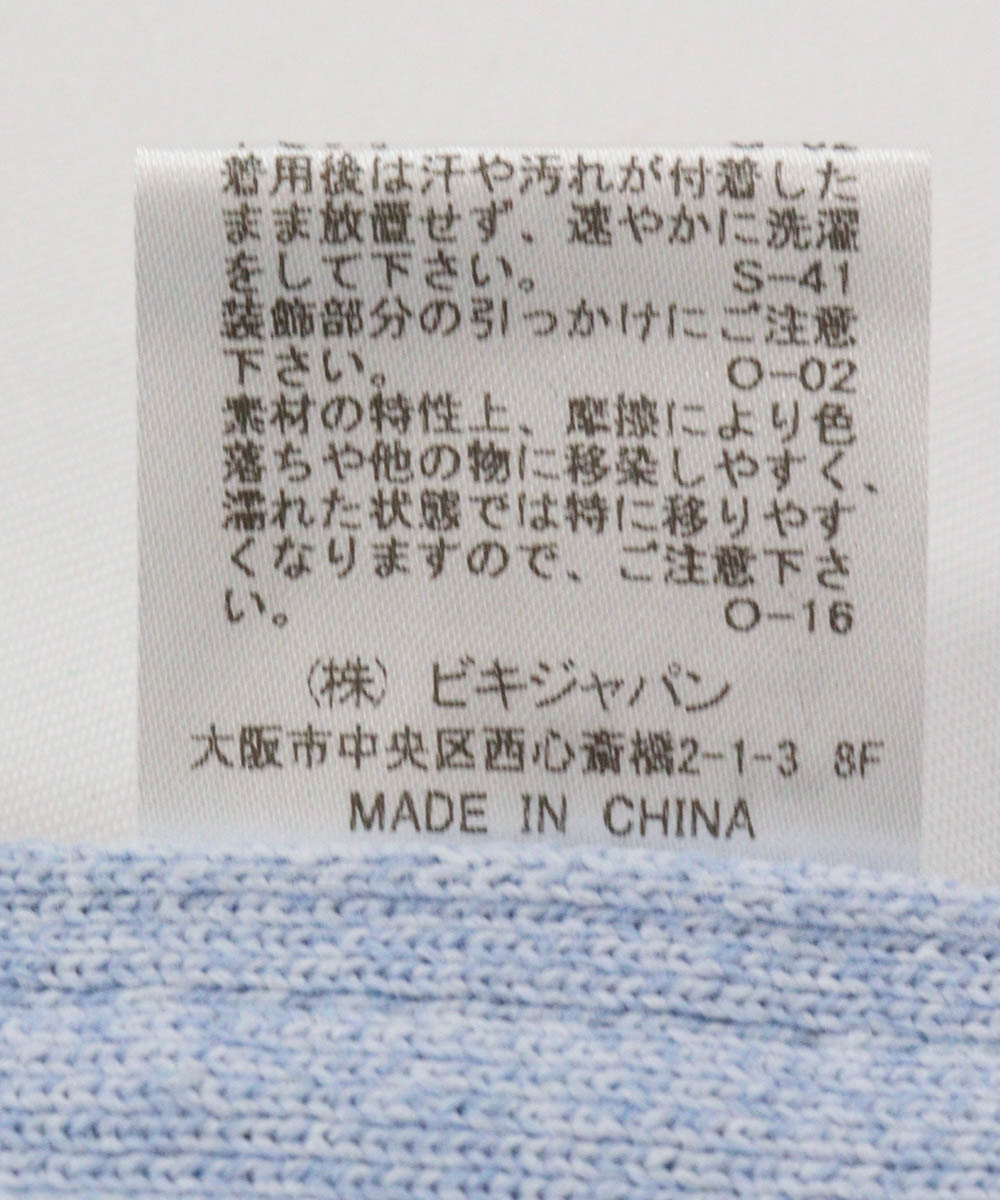 着用後は汗や汚れが付着した
まま放置せず、速やかに洗濯
をして下さい。 S-41
装飾部分の引っかけにご注意
下さい。 O-02
素材の特性上、摩擦により色
落ちや他の物に移染しやすく、
濡れた状態では特に移りやす
くなりますので、ご注意下さ
い。 O-16
(株) ビキジャパン
大阪市中央区西心斎橋2-1-3 8F
MADE IN CHINA